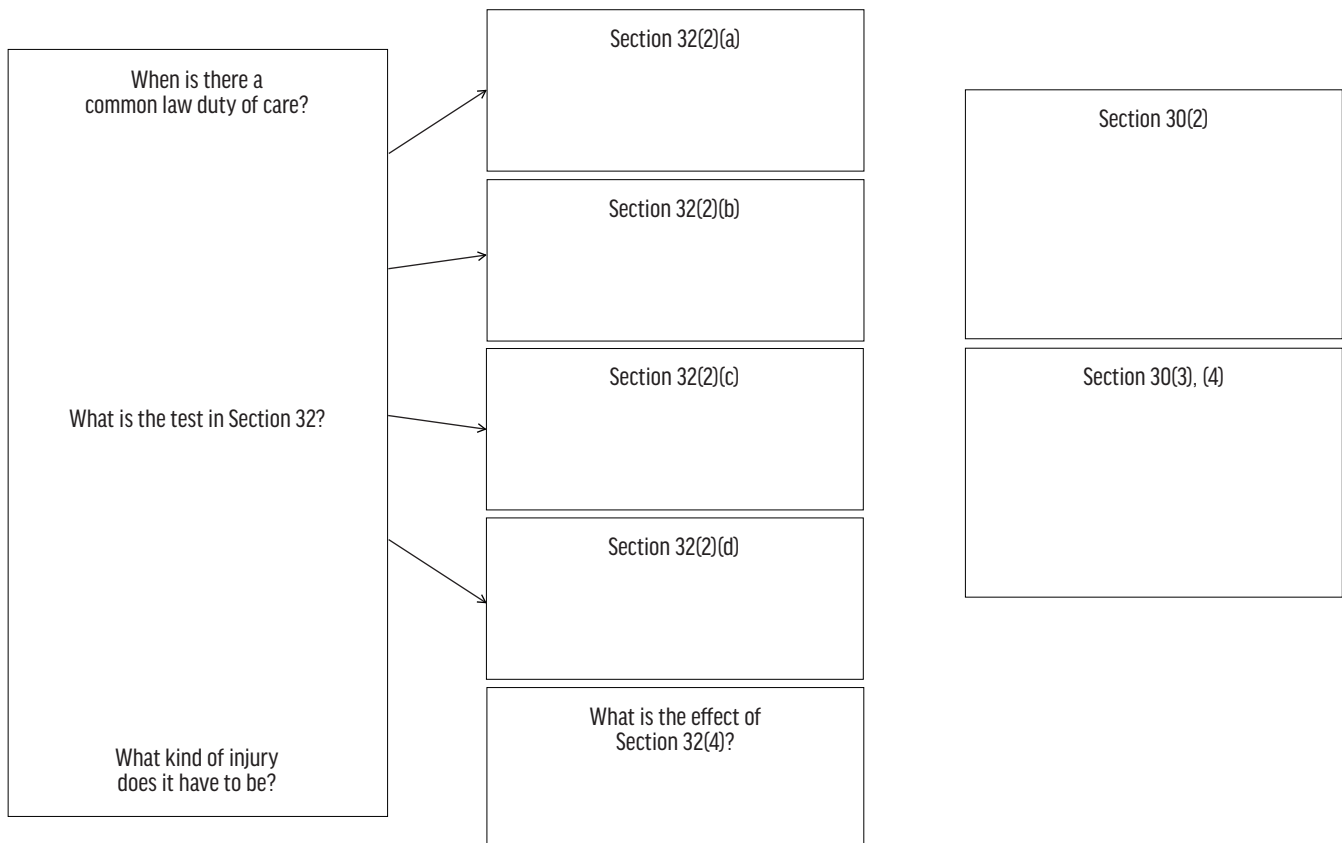 When is there a
common law duty of care?
What is the test in Section 32?
What kind of injury
does it have to be?
Section 32(2)(a)
Section 32(2)(b)
Section 32(2)(c)
Section 32(2)(d)
What is the effect of
Section 32(4)?
Section 30(2)
Section 30(3), (4)